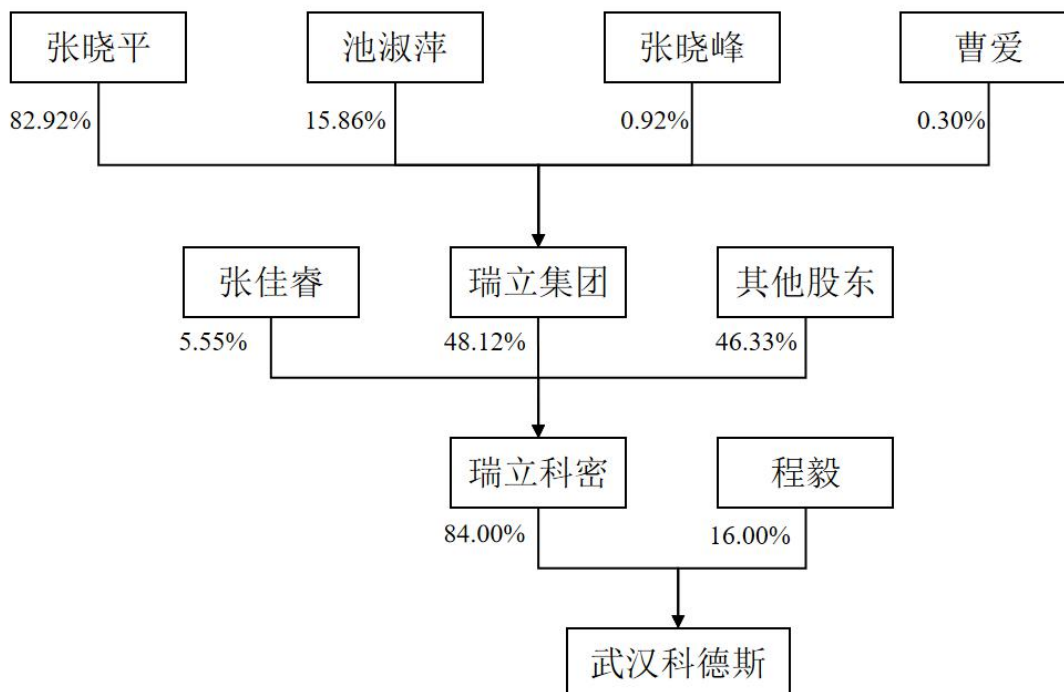 张晓平 池淑萍 张晓峰 曹爱
82.92% 15.86% 0.92% 0.30%
张佳睿 瑞立集团 其他股东
5.55% 48.12% 46.33%
瑞立科密 程毅
84.00% 16.00%
武汉科德斯